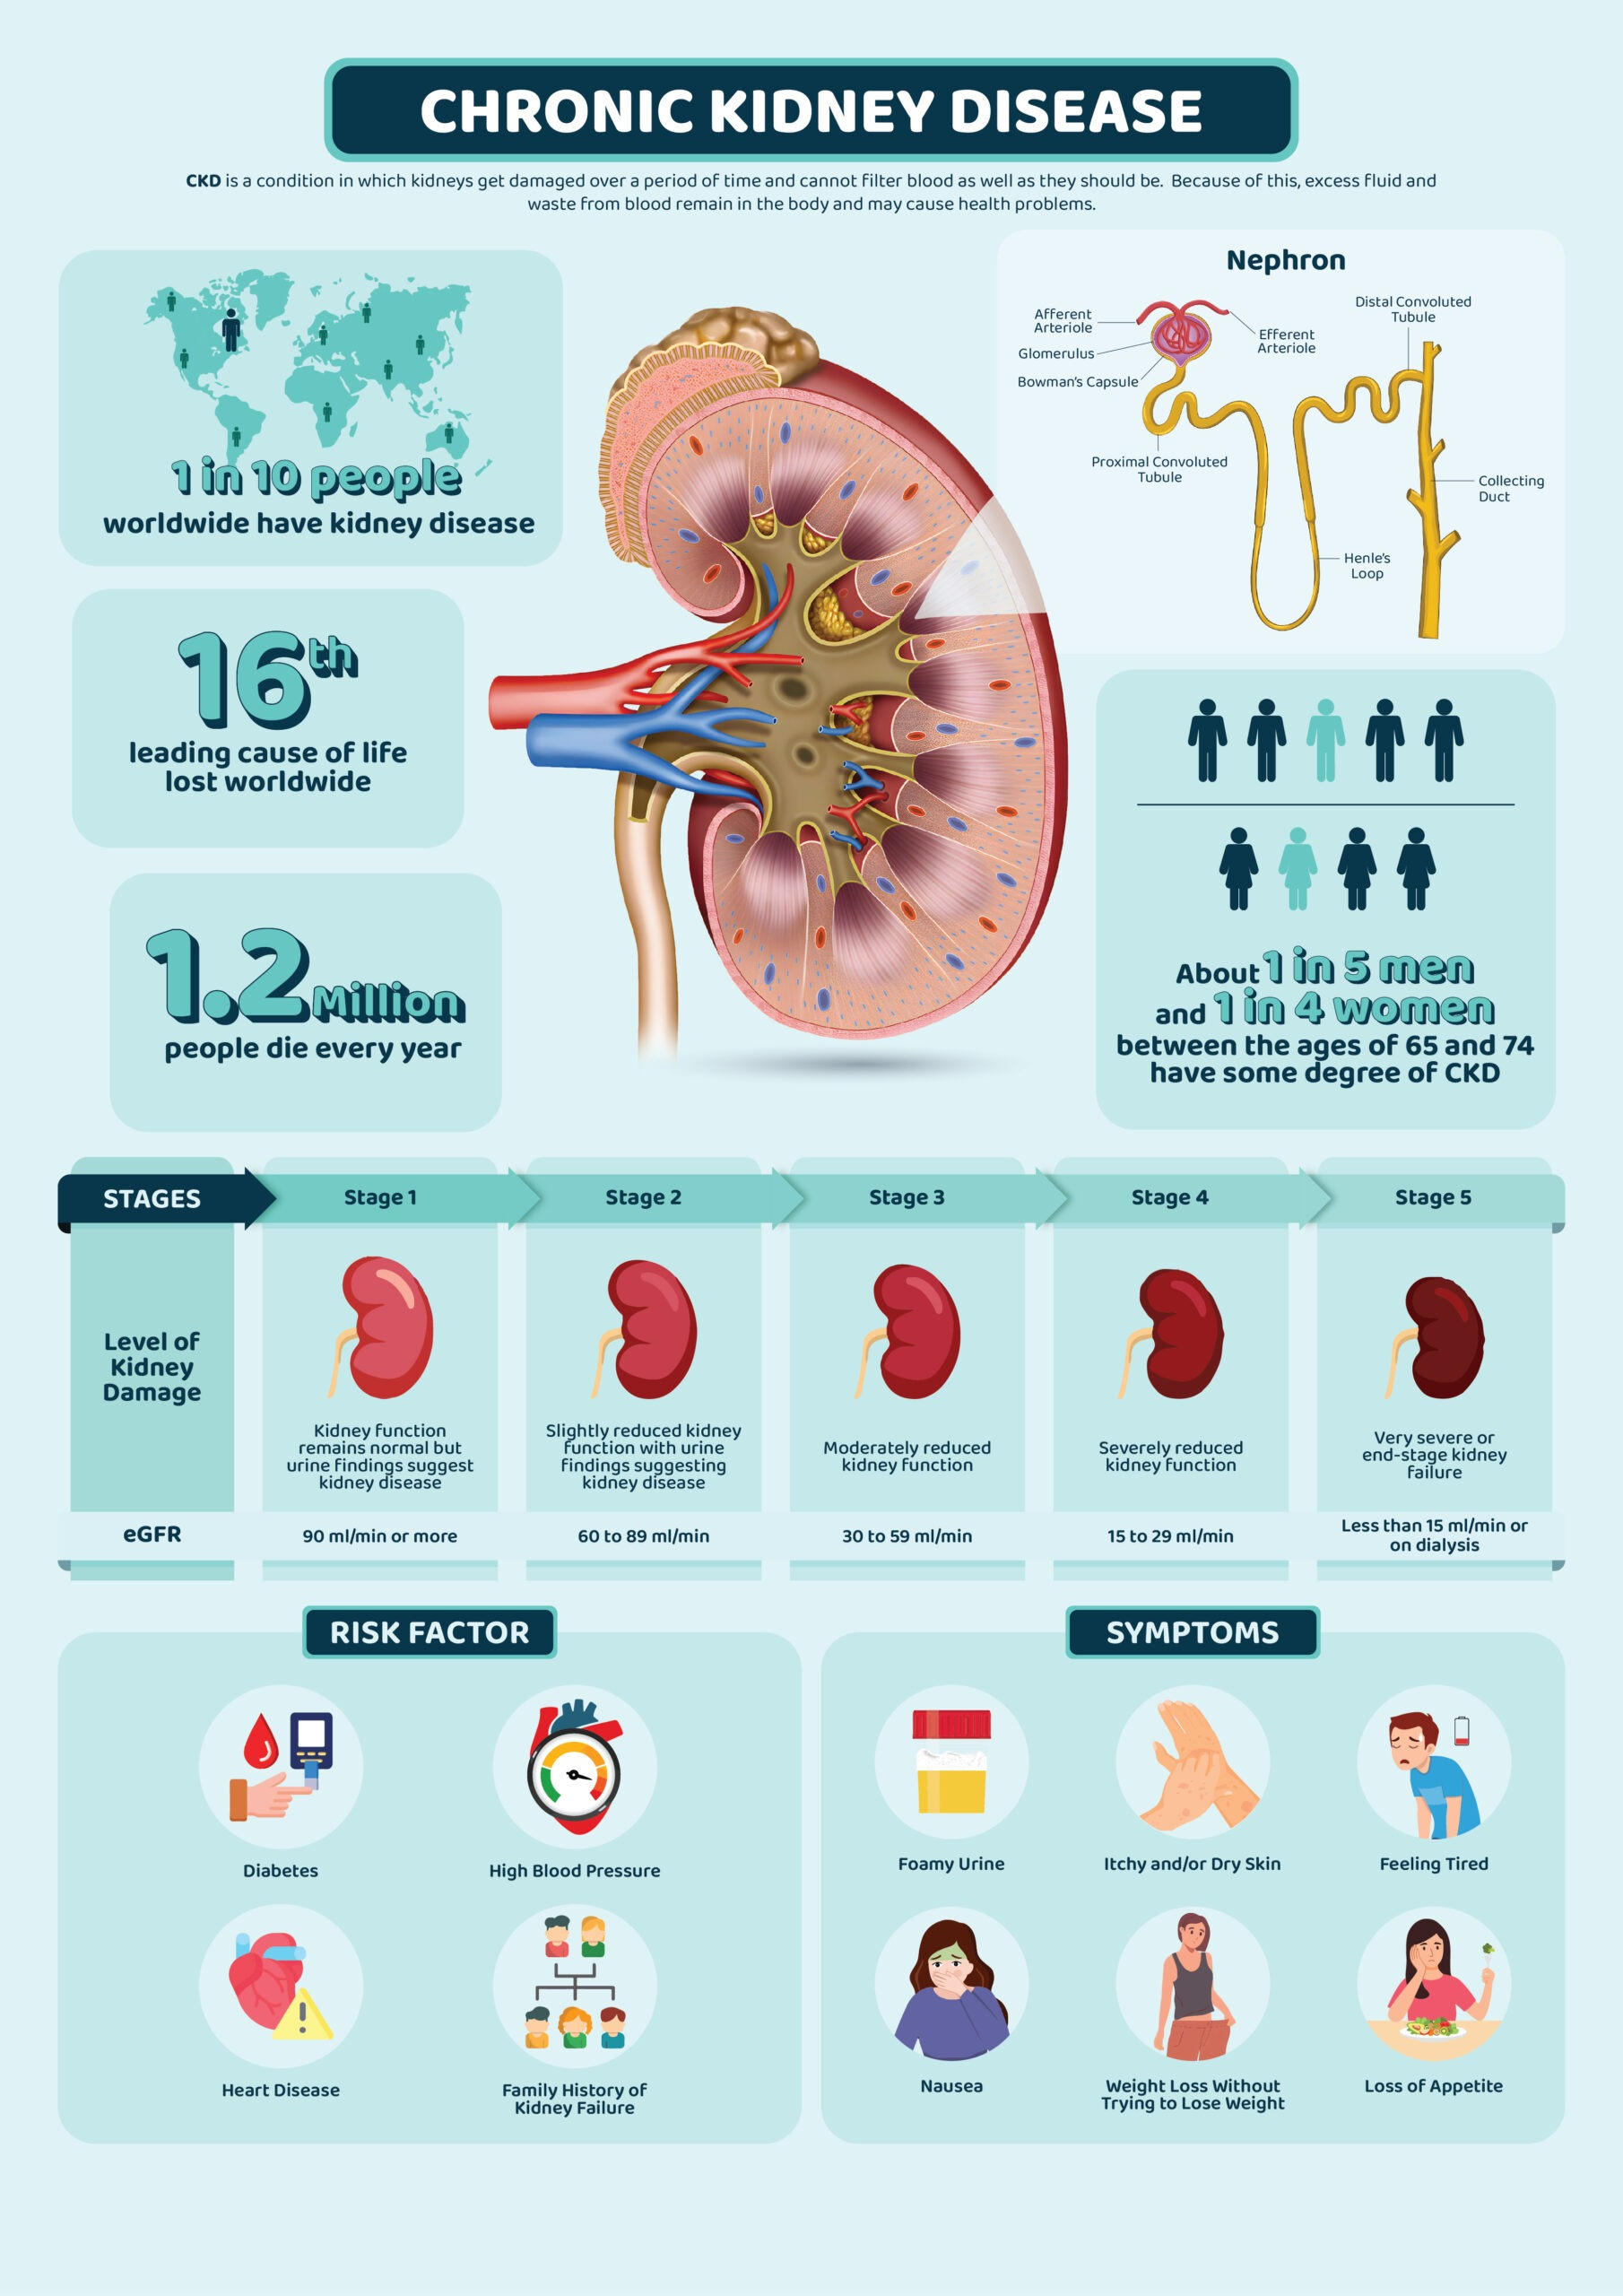 CHRONIC KIDNEY DISEASE
CKD is a condition in which kidneys get damaged over a period of time and cannot filter blood as well as they should be. Because of this, excess fluid and
waste from blood remain in the body and may cause health problems.
1 in 10 people
worldwide have kidney disease
16th
leading cause of life
lost worldwide
1.2 Million
people die every year
Nephron
Afferent
Arteriole
Glomerulus
Bowman's Capsule
Efferent
Arteriole
Distal Convoluted
Tubule
Proximal Convoluted
Tubule
Collecting
Duct
Henle's
Loop
About 1 in 5 men
and 1 in 4 women
between the ages of 65 and 74
have some degree of CKD
STAGES
Stage 1
Stage 2
Stage 3
Stage 4
Stage 5
Level of
Kidney
Damage
Kidney function
remains normal but
urine findings suggest
kidney disease
Slightly reduced kidney
function with urine
findings suggesting
kidney disease
Moderately reduced
kidney function
Severely reduced
kidney function
Very severe or
end-stage kidney
failure
eGFR
90 ml/min or more
60 to 89 ml/min
30 to 59 ml/min
15 to 29 ml/min
Less than 15 ml/min or
on dialysis
RISK FACTOR
Diabetes
High Blood Pressure
Heart Disease
Family History of
Kidney Failure
SYMPTOMS
Foamy Urine
Itchy and/or Dry Skin
Feeling Tired
Nausea
Weight Loss Without
Trying to Lose Weight
Loss of Appetite